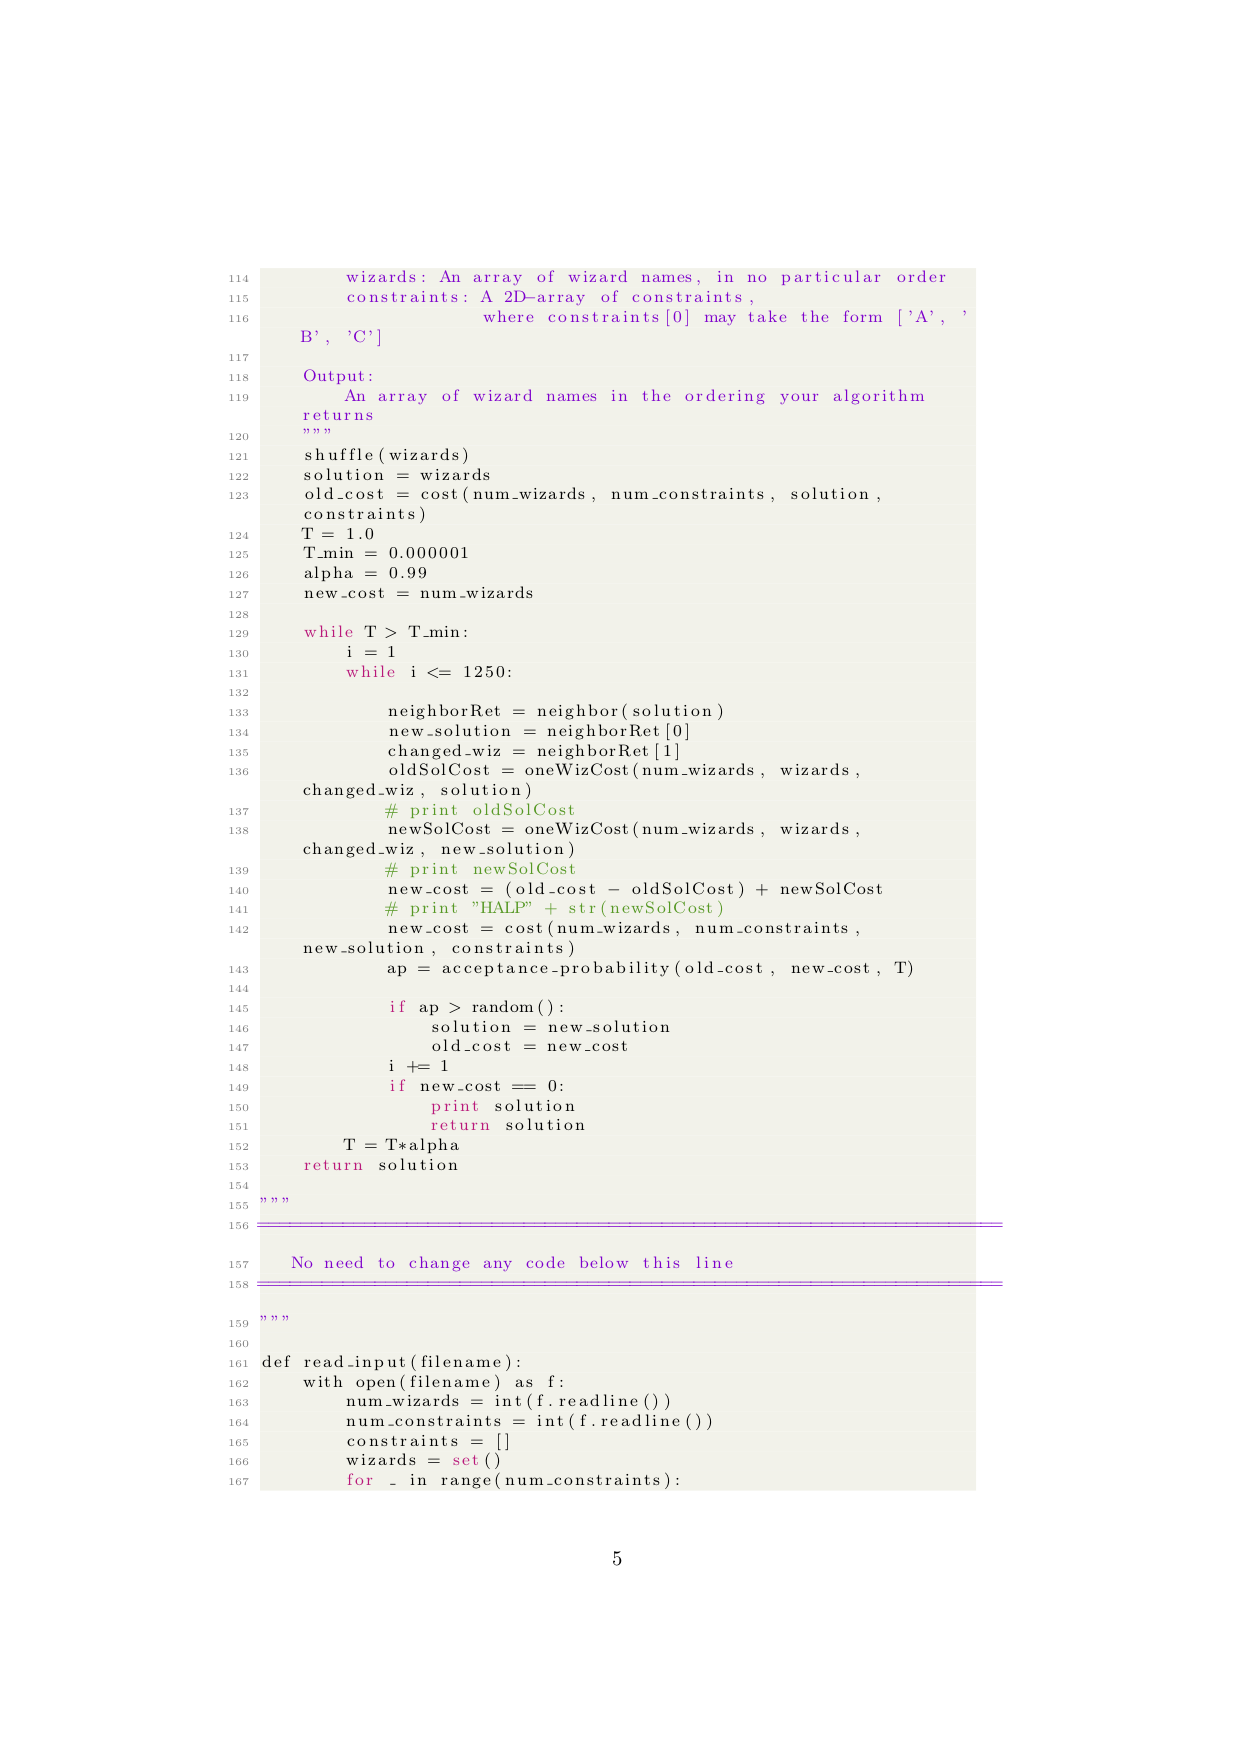 114         wizards: An array of wizard names, in no particular order
115         constraints: A 2D-array of constraints,
116                      where constraints[0] may take the form ['A', '
    B', 'C']
117
118     Output:
119         An array of wizard names in the ordering your algorithm
    returns
120     """
121     shuffle(wizards)
122     solution = wizards
123     old_cost = cost(num_wizards, num_constraints, solution,
    constraints)
124     T = 1.0
125     T_min = 0.000001
126     alpha = 0.99
127     new_cost = num_wizards
128
129     while T > T_min:
130         i = 1
131         while i <= 1250:
132
133             neighborRet = neighbor(solution)
134             new_solution = neighborRet[0]
135             changed_wiz = neighborRet[1]
136             oldSolCost = oneWizCost(num_wizards, wizards,
    changed_wiz, solution)
137             # print oldSolCost
138             newSolCost = oneWizCost(num_wizards, wizards,
    changed_wiz, new_solution)
139             # print newSolCost
140             new_cost = (old_cost - oldSolCost) + newSolCost
141             # print "HALP" + str(newSolCost)
142             new_cost = cost(num_wizards, num_constraints,
    new_solution, constraints)
143             ap = acceptance_probability(old_cost, new_cost, T)
144
145             if ap > random():
146                 solution = new_solution
147                 old_cost = new_cost
148             i += 1
149             if new_cost == 0:
150                 print solution
151                 return solution
152         T = T*alpha
153     return solution
154
155 """
156 ======================================================================
157    No need to change any code below this line
158 ======================================================================
159 """
160
161 def read_input(filename):
162     with open(filename) as f:
163         num_wizards = int(f.readline())
164         num_constraints = int(f.readline())
165         constraints = []
166         wizards = set()
167         for _ in range(num_constraints):
5